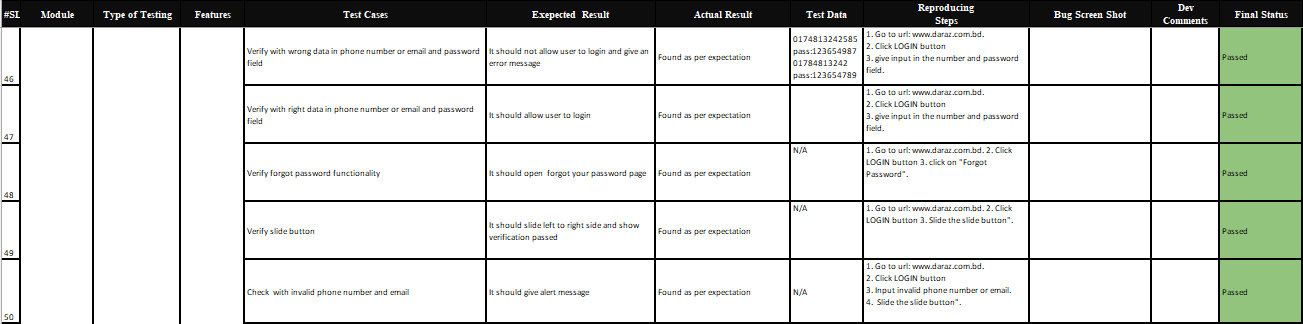 #SL Module Type of Testing Features Test Cases Exepected Result Actual Result Test Data Reproducing Steps Bug Screen Shot Dev Comments Final Status
46
Verify with wrong data in phone number or email and password
field
It should not allow user to login and give an
error message
Found as per expectation
0174813242585
pass:123654987
01784813242
pass:123654789
1. Go to url: www.daraz.com.bd.
2. Click LOGIN button
3. give input in the number and password
field.
Passed
47
Verify with right data in phone number or email and password
field
It should allow user to login
Found as per expectation
1. Go to url: www.daraz.com.bd.
2. Click LOGIN button
3. give input in the number and password
field.
Passed
48
Verify forgot password functionality
It should open forgot your password page
Found as per expectation
N/A
1. Go to url: www.daraz.com.bd. 2. Click
LOGIN button 3. click on "Forgot
Password".
Passed
49
Verify slide button
It should slide left to right side and show
verification passed
Found as per expectation
N/A
1. Go to url: www.daraz.com.bd. 2. Click
LOGIN button 3. Slide the slide button".
Passed
50
Check with invalid phone number and email
It should give alert message
Found as per expectation
N/A
1. Go to url: www.daraz.com.bd.
2. Click LOGIN button
3. Input invalid phone number or email.
4. Slide the slide button".
Passed